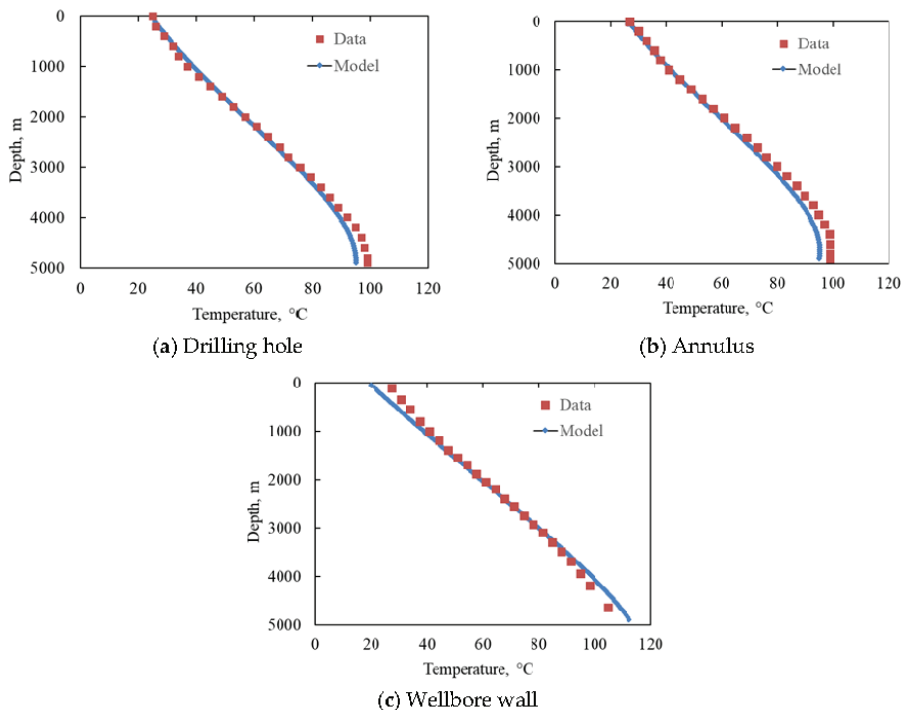 0
1000
2000
3000
4000
5000
Depth, m
Data
Model
0 20 40 60 80 100 120
Temperature, °C
(a) Drilling hole
0
1000
2000
3000
4000
5000
Depth, m
Data
Model
0 20 40 60 80 100 120
Temperature, °C
(b) Annulus
0
1000
2000
3000
4000
5000
Depth, m
Data
Model
0 20 40 60 80 100 120
Temperature, °C
(c) Wellbore wall